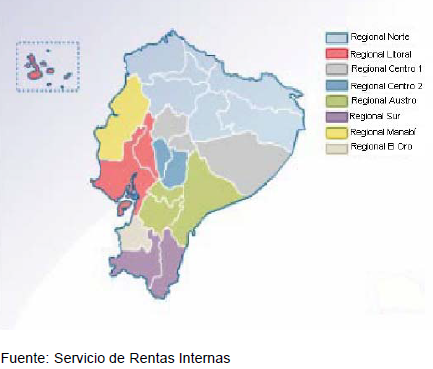 Regional Norte
Regional Litoral
Regional Centro 1
Regional Centro 2
Regional Austro
Regional Sur
Regional Manabí
Regional El Oro
Fuente: Servicio de Rentas Internas